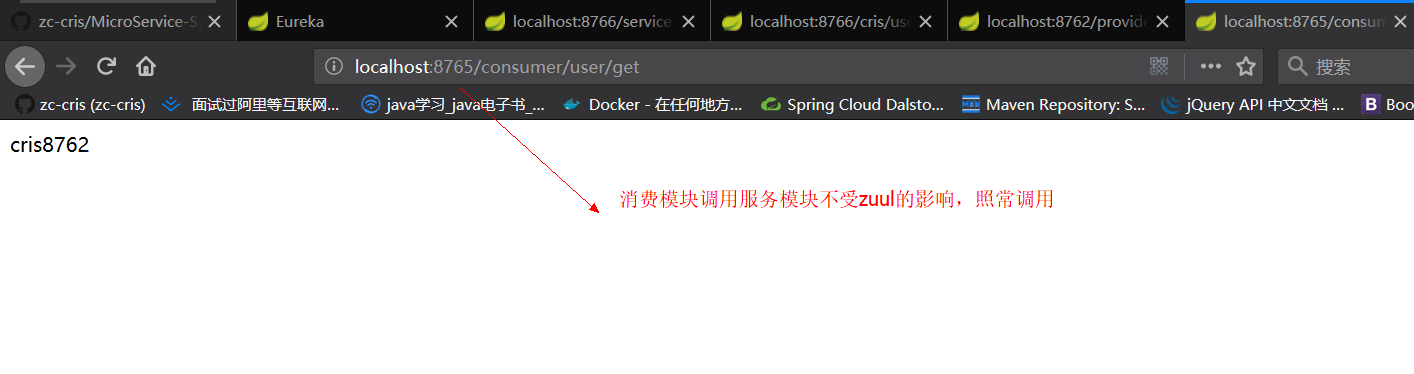 zc-cris/MicroService-S
Eureka
localhost:8766/service
localhost:8766/cris/use
localhost:8762/provide
localhost:8765/consum
localhost:8765/consumer/user/get
搜索
zc-cris (zc-cris)
面试过阿里等互联网...
java学习_java电子书_...
Docker - 在任何地方...
Spring Cloud Dalsto...
Maven Repository: S...
jQuery API 中文文档 ...
B Boo
cris8762
消费模块调用服务模块不受zuul的影响，照常调用